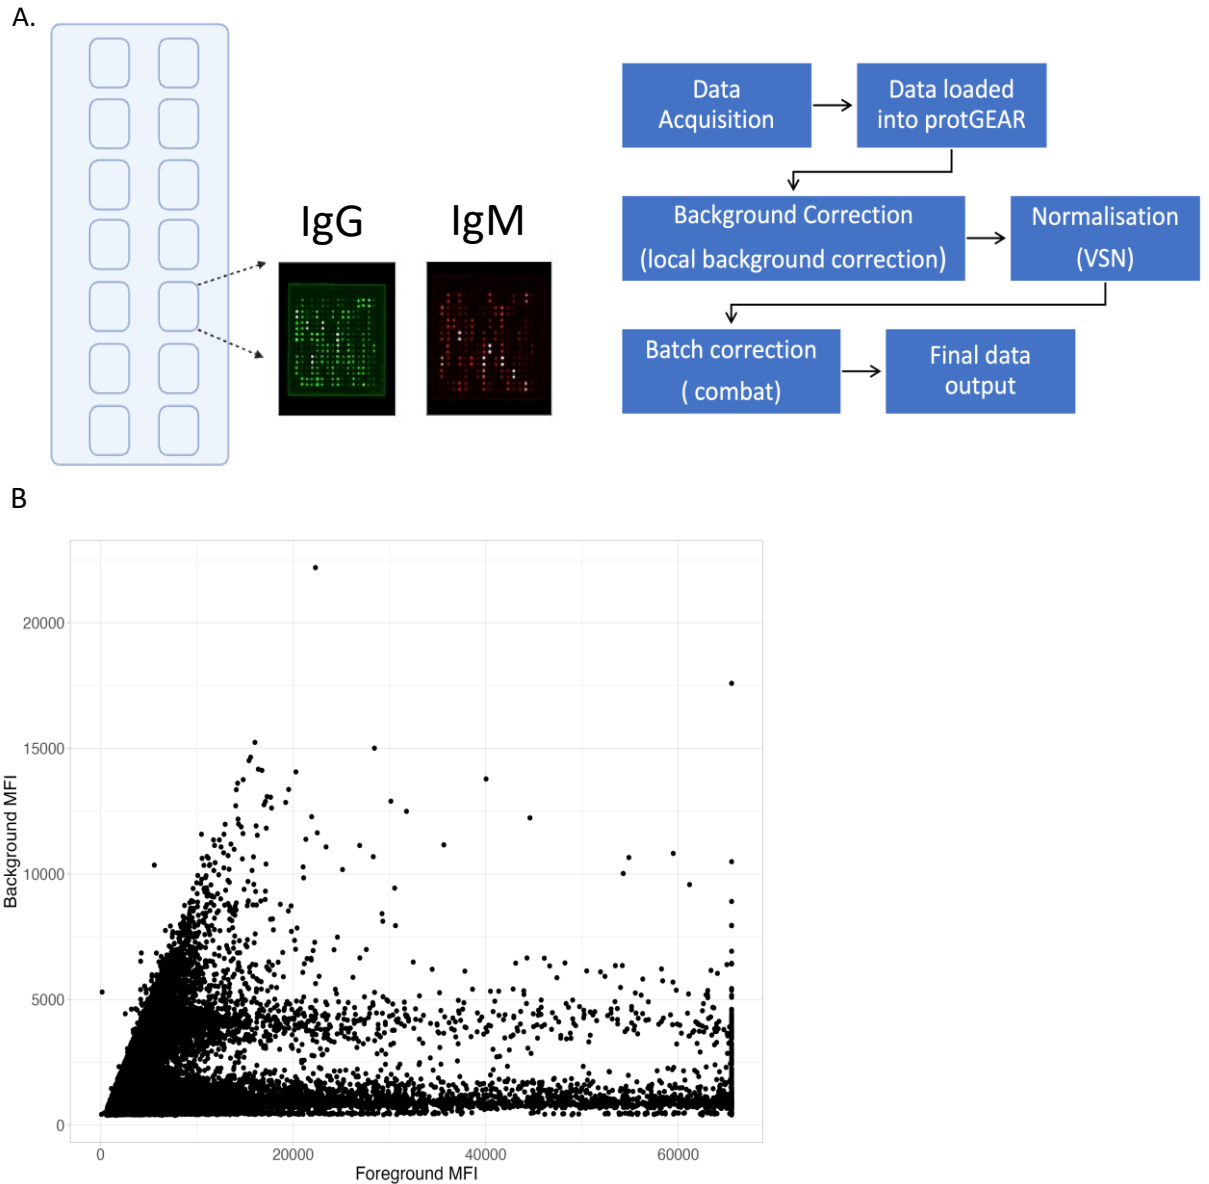 A.
IgG
IgM
Data
Acquisition
Data loaded
into protGEAR
Background Correction
(local background correction)
Normalisation
(VSN)
Batch correction
( combat)
Final data
output
B
20000
15000
10000
5000
0
Background MFI
0
20000
40000
60000
Foreground MFI